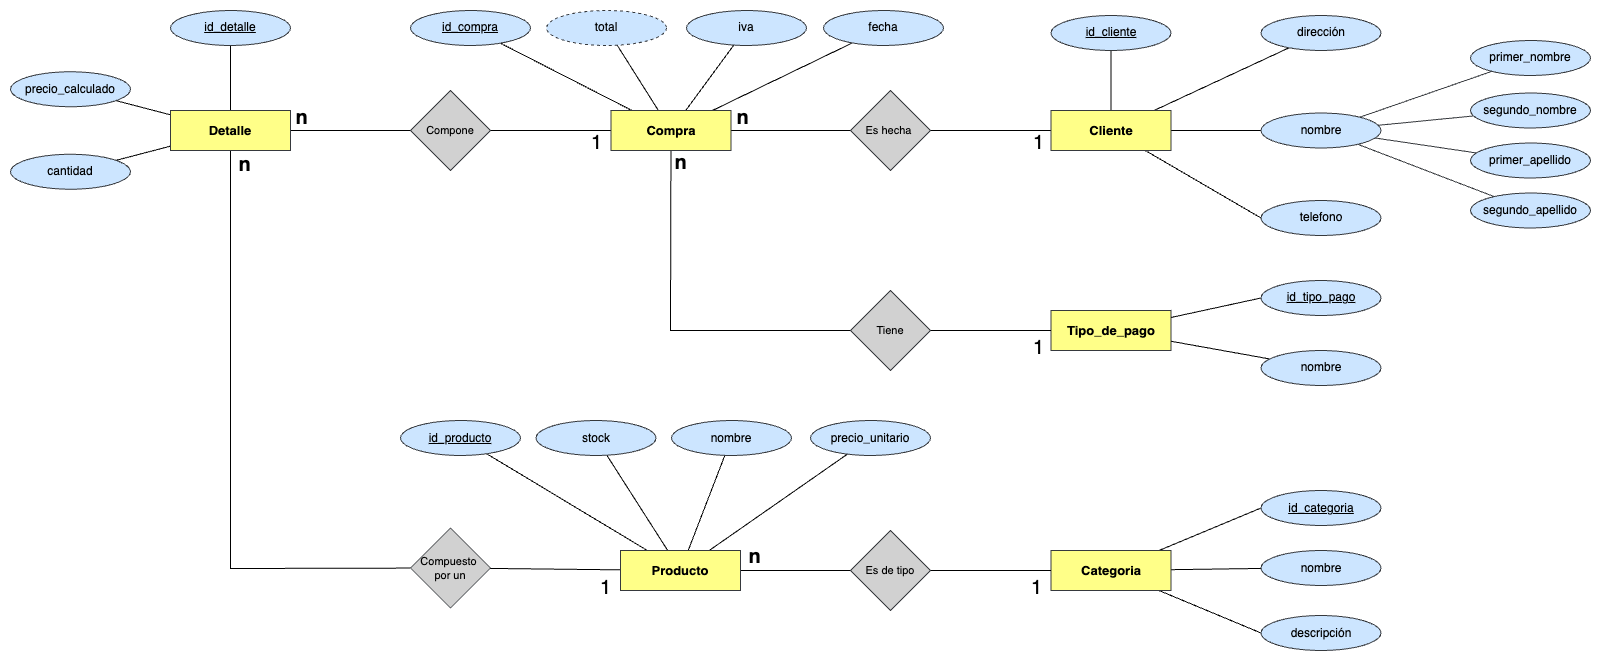 id_detalle
id_compra
total
iva
fecha
id_cliente
dirección
primer_nombre
precio_calculado
segundo_nombre
Detalle
n
Compone
1
Compra
n
Es hecha
1
Cliente
nombre
n
n
cantidad
primer_apellido
segundo_apellido
telefono
id_tipo_pago
Tiene
1
Tipo_de_pago
nombre
id_producto
stock
nombre
precio_unitario
id_categoria
Compuesto
por un
1
Producto
n
Es de tipo
1
Categoria
nombre
descripción